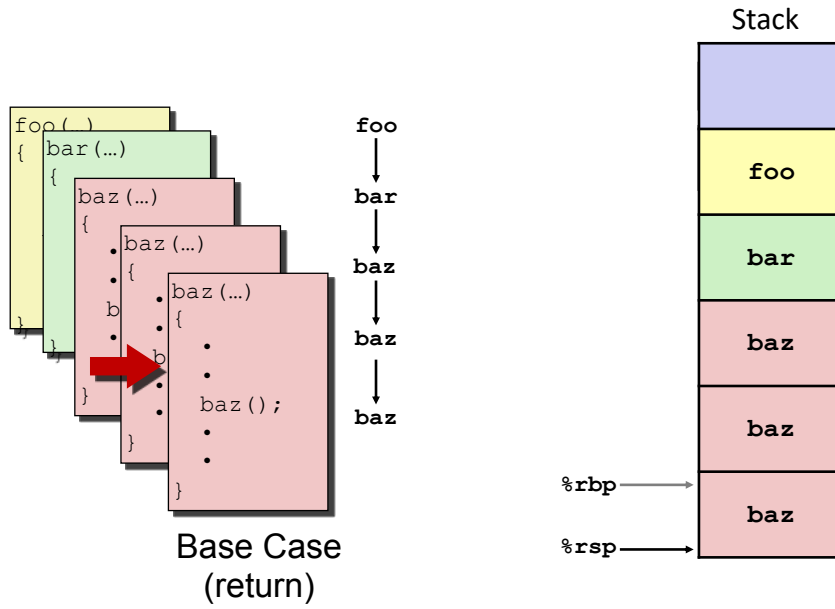 Stack
foo(…)
{
};
bar(…)
{
};
baz(…)
{
•
•
b
•
}
baz(…)
{
•
•
b
•
•
}
baz(…)
{
•
•
baz();
•
•
}
Base Case
(return)
foo
bar
baz
baz
baz
foo
bar
baz
baz
baz
%rbp
%rsp